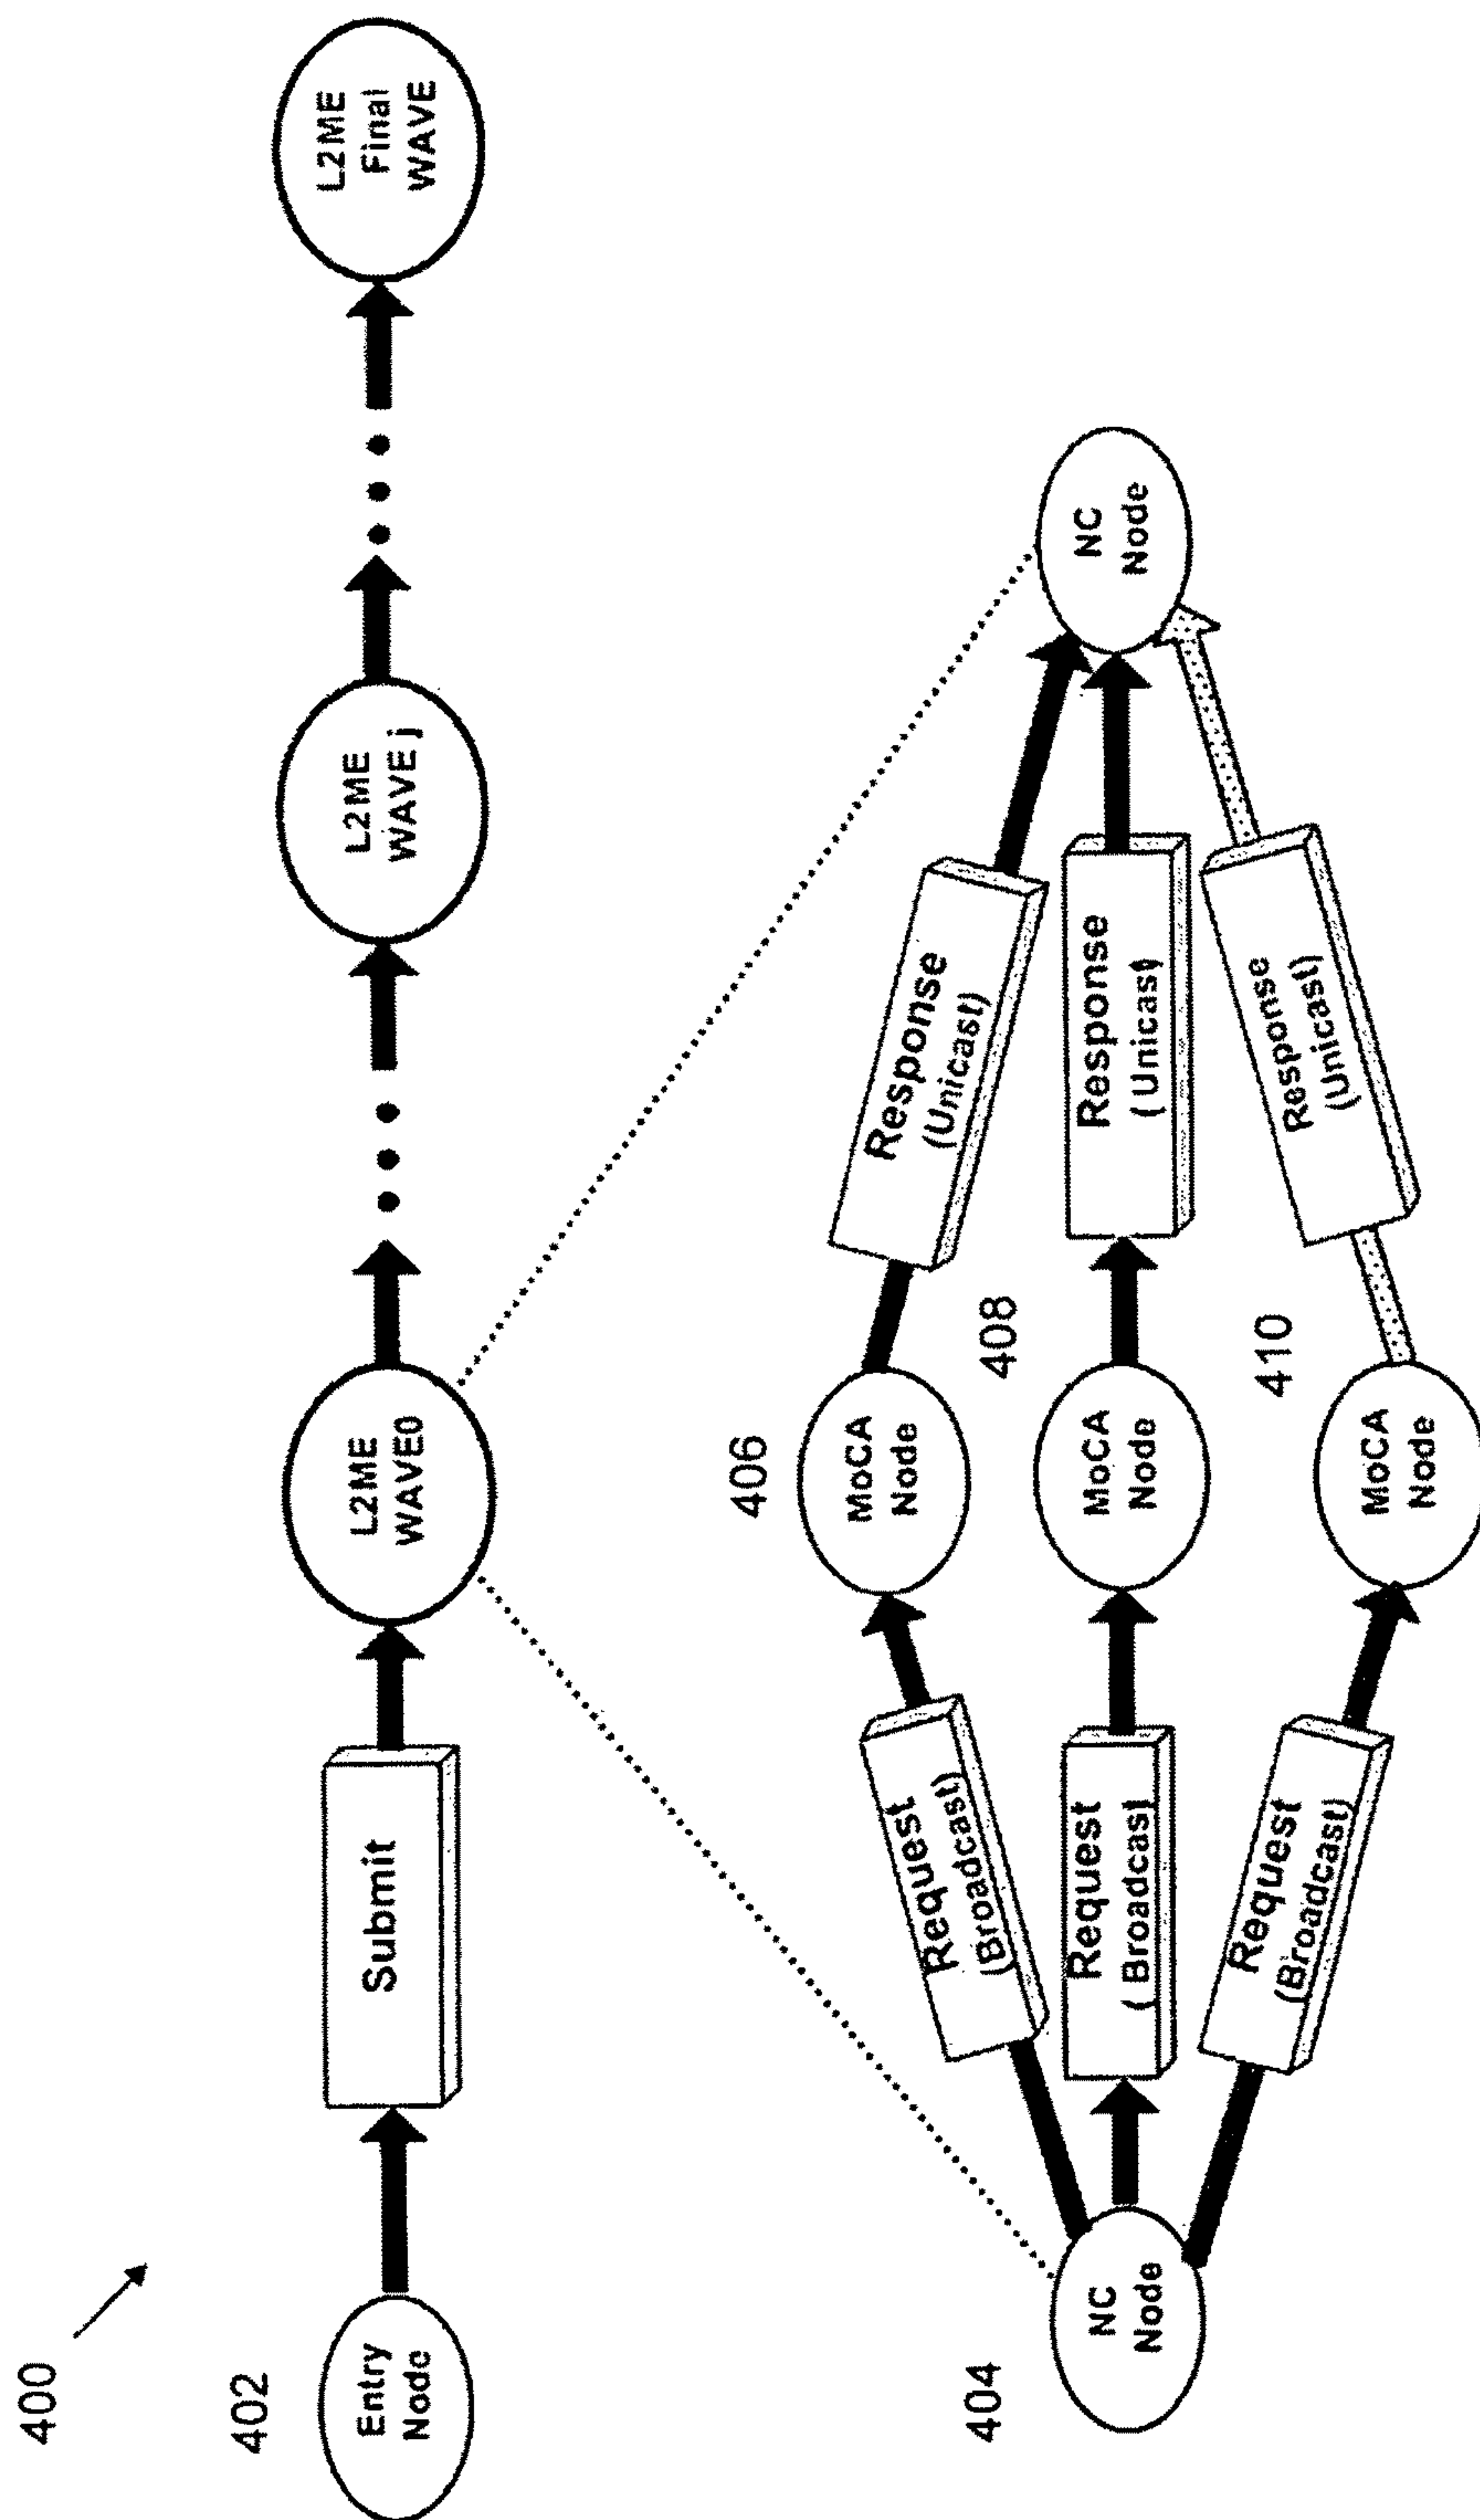 400
402
Entry
Node
Submit
L2ME
WAVE0
L2ME
WAVE j
L2ME
Final
WAVE
404
NC
Node
Request
(Broadcast)
Request
(Broadcast)
Request
(Broadcast)
406
MoCA
Node
408
MoCA
Node
410
MoCA
Node
Response
(Unicast)
Response
(Unicast)
Response
(Unicast)
NC
Node